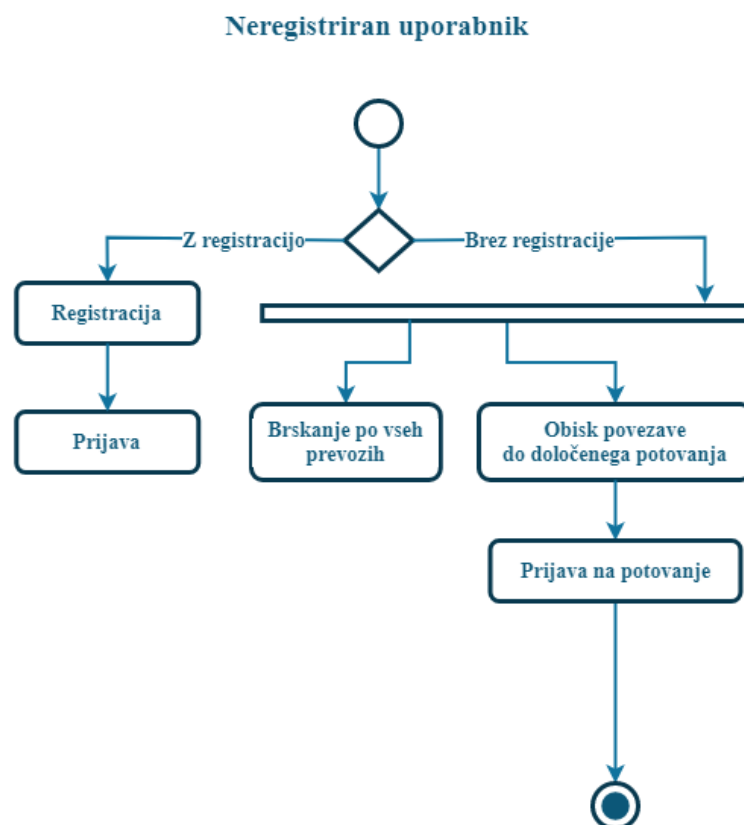 Neregistriran uporabnik
Z registracijo
Brez registracije
Registracija
Prijava
Brskanje po vseh
prevozih
Obisk povezave
do določenega potovanja
Prijava na potovanje